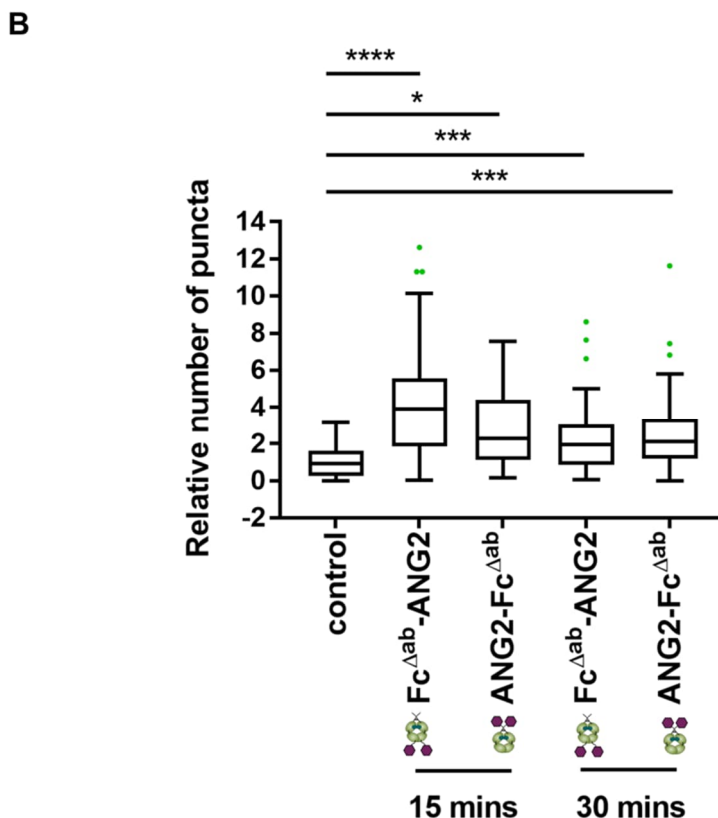 B
****
*
***
***
Relative number of puncta
14
12
10
8
6
4
2
0
-2
control
Fc^Δab-ANG2
ANG2-Fc^Δab
Fc^Δab-ANG2
ANG2-Fc^Δab
15 mins
30 mins